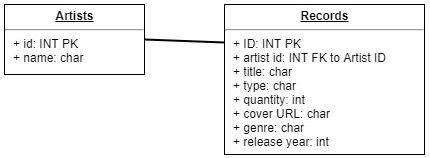 Artists
+ id: INT PK
+ name: char
Records
+ ID: INT PK
+ artist id: INT FK to Artist ID
+ title: char
+ type: char
+ quantity: int
+ cover URL: char
+ genre: char
+ release year: int